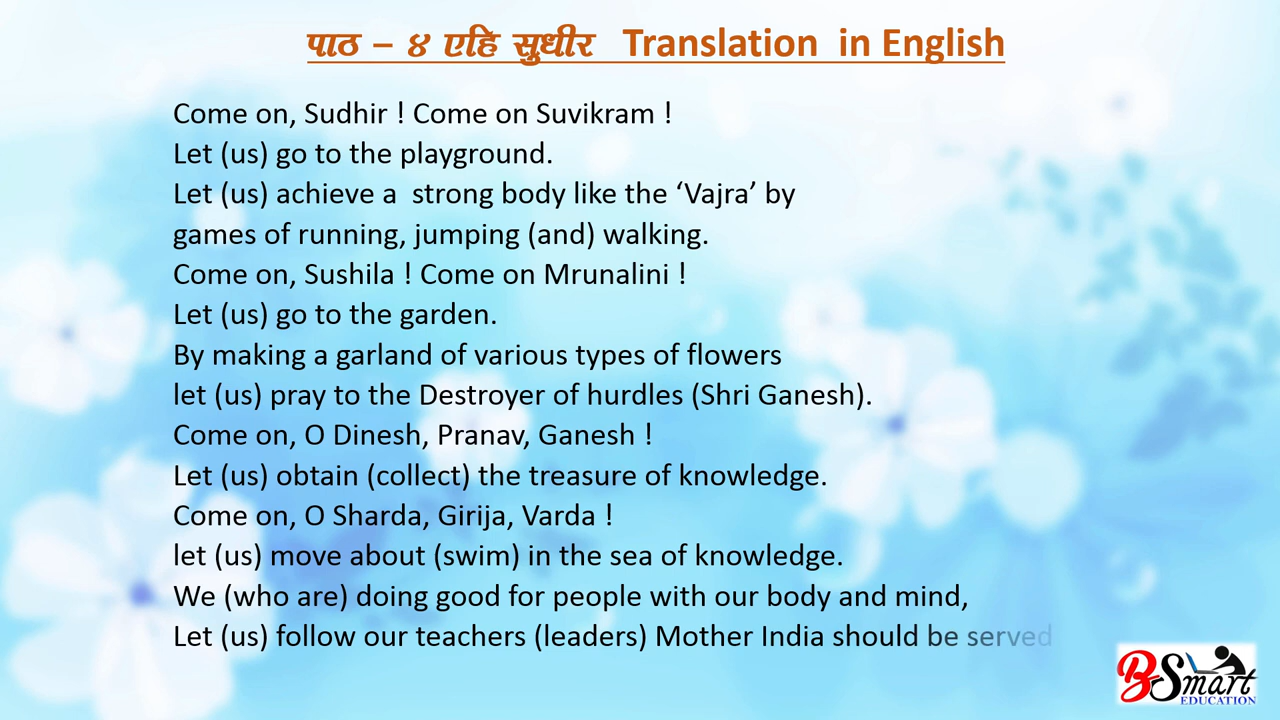 पाठ – ४ एहि सुधीर Translation in English
Come on, Sudhir ! Come on Suvikram !
Let (us) go to the playground.
Let (us) achieve a strong body like the ‘Vajra’ by
games of running, jumping (and) walking.
Come on, Sushila ! Come on Mrunalini !
Let (us) go to the garden.
By making a garland of various types of flowers
let (us) pray to the Destroyer of hurdles (Shri Ganesh).
Come on, O Dinesh, Pranav, Ganesh !
Let (us) obtain (collect) the treasure of knowledge.
Come on, O Sharda, Girija, Varda !
let (us) move about (swim) in the sea of knowledge.
We (who are) doing good for people with our body and mind,
Let (us) follow our teachers (leaders) Mother India should be served
B Smart
EDUCATION